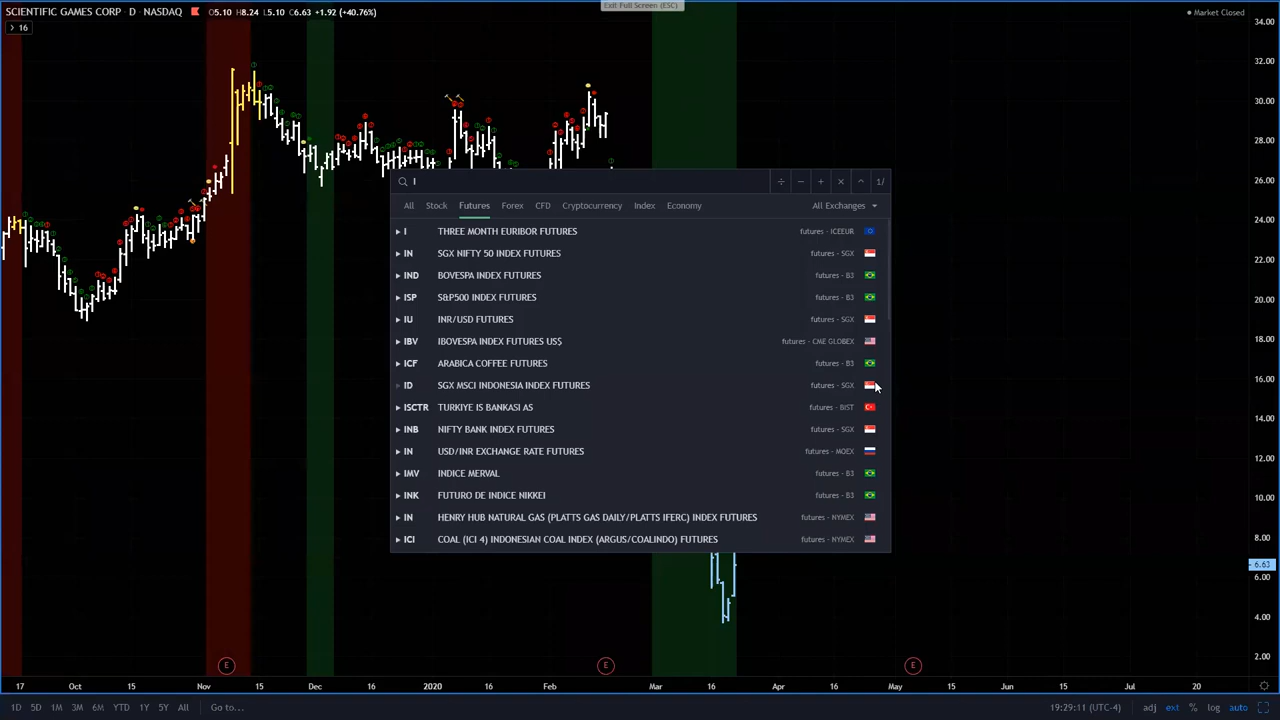 Exit Full Screen (ESC)
SCIENTIFIC GAMES CORP D NASDAQ O5.10 H8.24 L5.10 C6.63 +1.92 (+40.76%) Market Closed
16
I 1/
All Stock Futures Forex CFD Cryptocurrency Index Economy All Exchanges
I THREE MONTH EURIBOR FUTURES futures - ICEEUR
IN SGX NIFTY 50 INDEX FUTURES futures - SGX
IND BOVESPA INDEX FUTURES futures - B3
ISP S&P500 INDEX FUTURES futures - B3
IU INR/USD FUTURES futures - SGX
IBV IBOVESPA INDEX FUTURES US$ futures - CME GLOBEX
ICF ARABICA COFFEE FUTURES futures - B3
ID SGX MSCI INDONESIA INDEX FUTURES futures - SGX
ISCTR TURKIYE IS BANKASI AS futures - BIST
INB NIFTY BANK INDEX FUTURES futures - SGX
IN USD/INR EXCHANGE RATE FUTURES futures - MOEX
IMV INDICE MERVAL futures - B3
INK FUTURO DE INDICE NIKKEI futures - B3
IN HENRY HUB NATURAL GAS (PLATTS GAS DAILY/PLATTS IFERC) INDEX FUTURES futures - NYMEX
ICI COAL (ICI 4) INDONESIAN COAL INDEX (ARGUS/COALINDO) FUTURES futures - NYMEX
34.00
32.00
30.00
28.00
26.00
24.00
22.00
20.00
18.00
16.00
14.00
12.00
10.00
8.00
6.63
6.00
4.00
2.00
E E E
17 Oct 15 Nov 15 Dec 16 2020 16 Feb Mar 16 Apr 16 May 15 Jun 15 Jul 20
1D 5D 1M 3M 6M YTD 1Y 5Y All Go to... 19:29:11 (UTC-4) adj ext % log auto